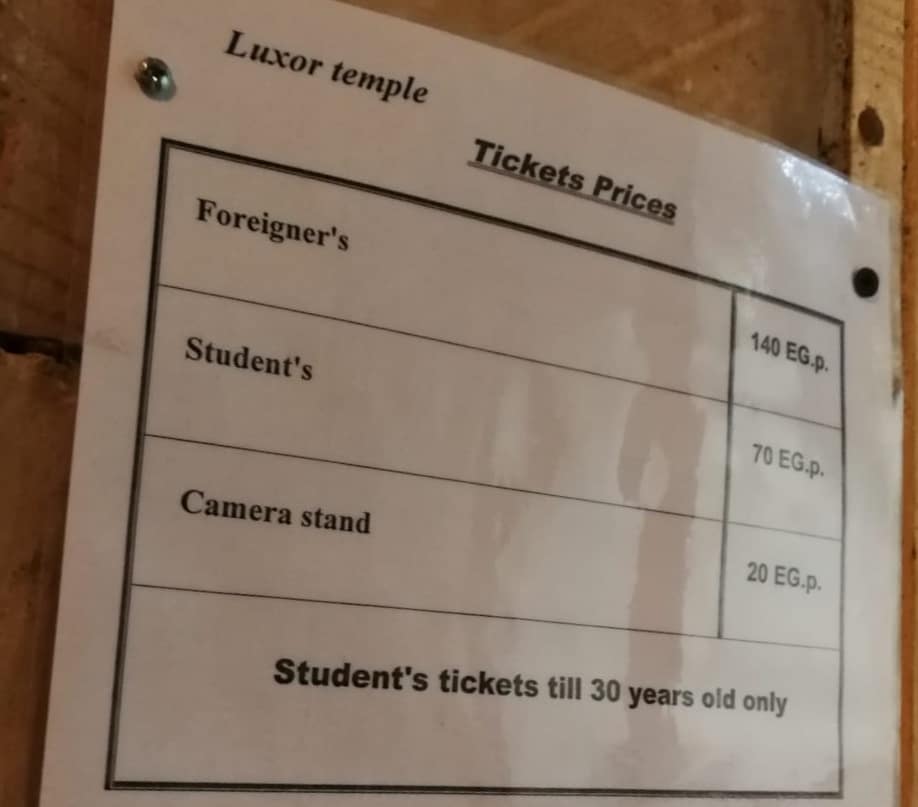 Luxor temple
Tickets Prices
Foreigner's 140 EG.p.
Student's 70 EG.p.
Camera stand 20 EG.p.
Student's tickets till 30 years old only